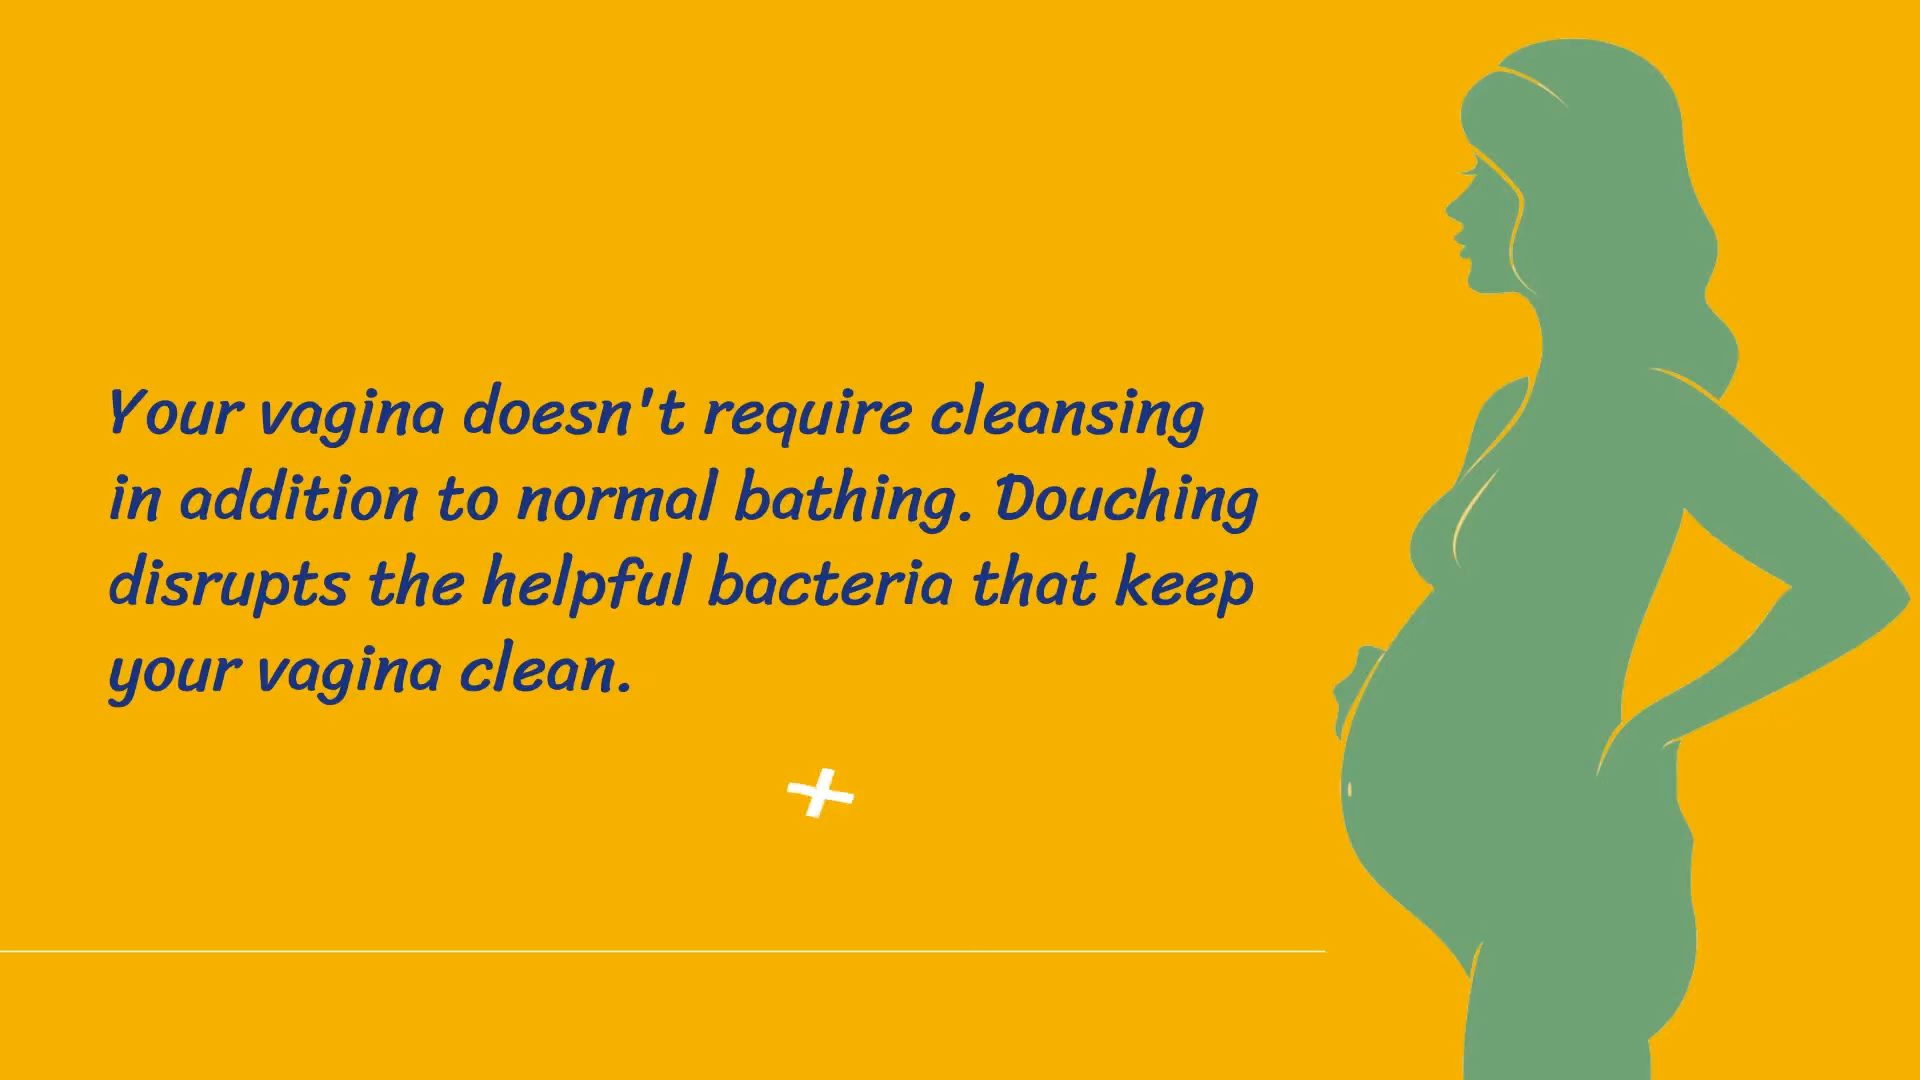 Your vagina doesn't require cleansing
in addition to normal bathing. Douching
disrupts the helpful bacteria that keep
your vagina clean.